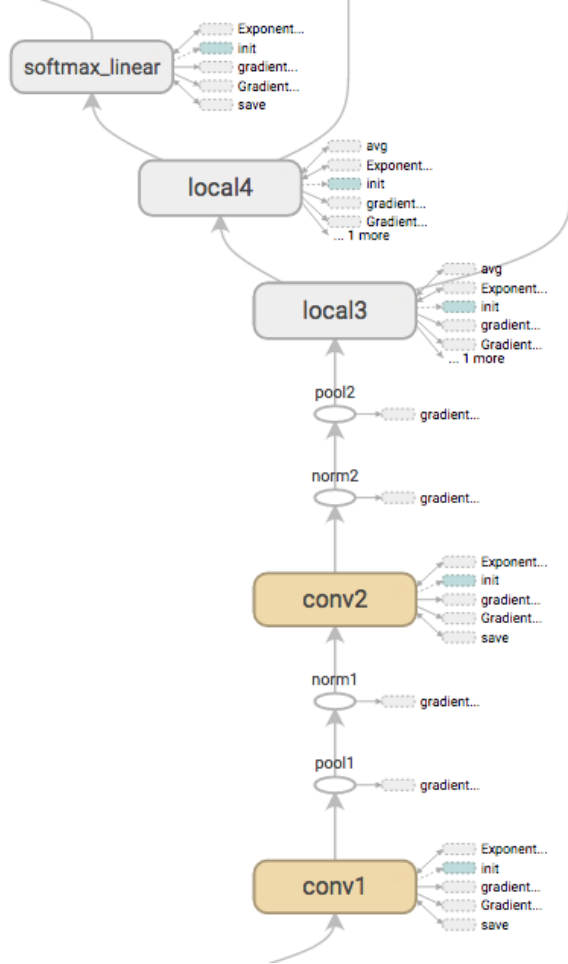 Exponent...
init
softmax_linear
gradient...
Gradient...
save
avg
Exponent...
init
local4
gradient...
Gradient...
... 1 more
avg
Exponent...
init
local3
gradient...
Gradient...
... 1 more
pool2
gradient...
norm2
gradient...
Exponent...
init
conv2
gradient...
Gradient...
save
norm1
gradient...
pool1
gradient...
Exponent...
init
conv1
gradient...
Gradient...
save